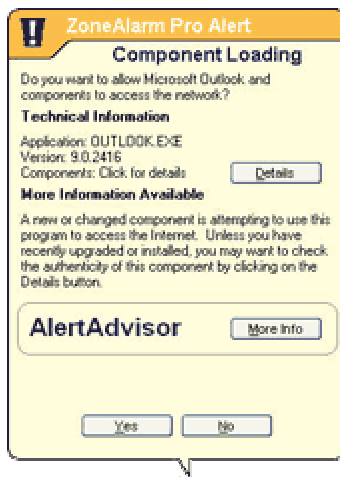 ZoneAlarm Pro Alert
Component Loading
Do you want to allow Microsoft Outlook and
components to access the network?
Technical Information
Application: OUTLOOK.EXE
Version: 9.0.2416
Components: Click for details
Details
More Information Available
A new or changed component is attempting to use this
program to access the Internet. Unless you have
recently upgraded or installed, you may want to check
the authenticity of this component by clicking on the
Details button.
AlertAdvisor
More Info
Yes
No